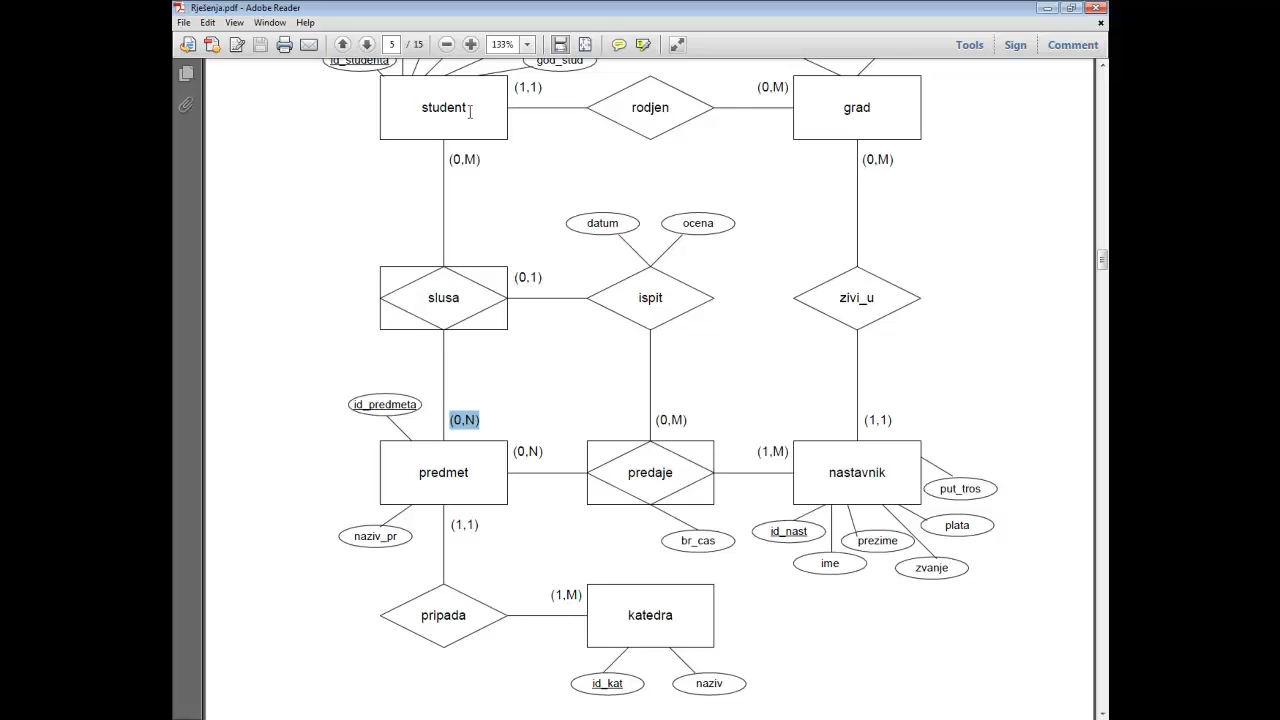 Rješenja.pdf - Adobe Reader
File Edit View Window Help
5 / 15 133% Tools Sign Comment
id_studenta god_stud
student (1,1) rodjen (0,M) grad
(0,M) (0,M)
datum ocena
slusa (0,1) ispit zivi_u
id_predmeta (0,N) (0,M) (1,1)
predmet (0,N) predaje (1,M) nastavnik
put_tros
naziv_pr (1,1) br_cas id_nast prezime plata
ime zvanje
pripada (1,M) katedra
id_kat naziv